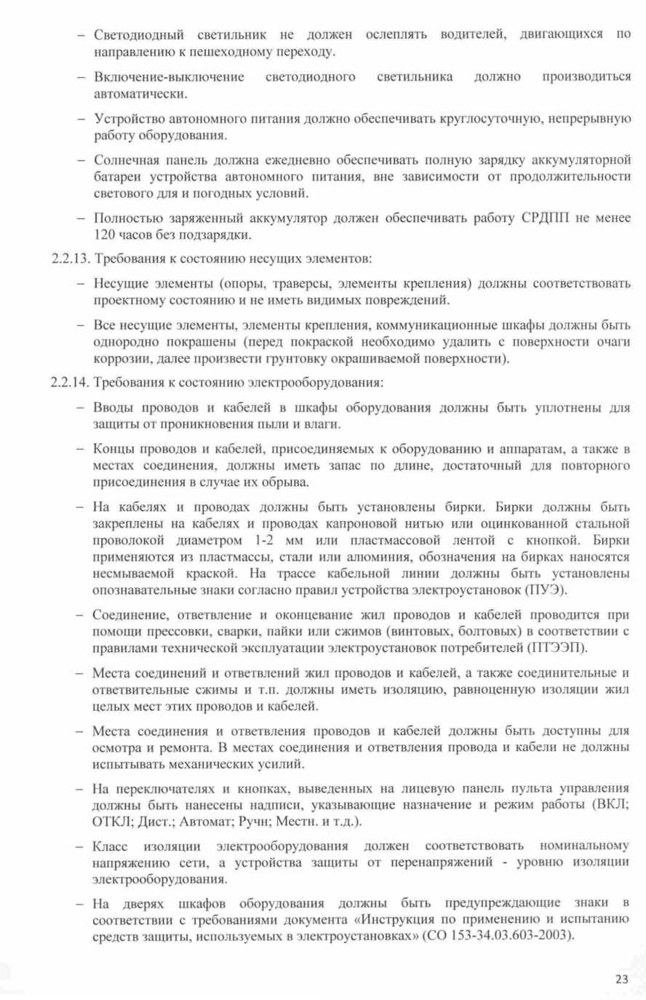 – Светодиодный светильник не должен ослеплять водителей, двигающихся по
направлению к пешеходному переходу.
– Включение-выключение светодиодного светильника должно производиться
автоматически.
– Устройство автономного питания должно обеспечивать круглосуточную, непрерывную
работу оборудования.
– Солнечная панель должна ежедневно обеспечивать полную зарядку аккумуляторной
батареи устройства автономного питания, вне зависимости от продолжительности
светового для и погодных условий.
– Полностью заряженный аккумулятор должен обеспечивать работу СРДПП не менее
120 часов без подзарядки.
2.2.13. Требования к состоянию несущих элементов:
– Несущие элементы (опоры, траверсы, элементы крепления) должны соответствовать
проектному состоянию и не иметь видимых повреждений.
– Все несущие элементы, элементы крепления, коммуникационные шкафы должны быть
однородно покрашены (перед покраской необходимо удалить с поверхности очаги
коррозии, далее произвести грунтовку окрашиваемой поверхности).
2.2.14. Требования к состоянию электрооборудования:
– Вводы проводов и кабелей в шкафы оборудования должны быть уплотнены для
защиты от проникновения пыли и влаги.
– Концы проводов и кабелей, присоединяемых к оборудованию и аппаратам, а также в
местах соединения, должны иметь запас по длине, достаточный для повторного
присоединения в случае их обрыва.
– На кабелях и проводах должны быть установлены бирки. Бирки должны быть
закреплены на кабелях и проводах капроновой нитью или оцинкованной стальной
проволокой диаметром 1-2 мм или пластмассовой лентой с кнопкой. Бирки
применяются из пластмассы, стали или алюминия, обозначения на бирках наносятся
несмываемой краской. На трассе кабельной линии должны быть установлены
опознавательные знаки согласно правил устройства электроустановок (ПУЭ).
– Соединение, ответвление и оконцевание жил проводов и кабелей проводится при
помощи прессовки, сварки, пайки или сжимов (винтовых, болтовых) в соответствии с
правилами технической эксплуатации электроустановок потребителей (ПТЭЭП).
– Места соединений и ответвлений жил проводов и кабелей, а также соединительные и
ответвительные сжимы и т.п. должны иметь изоляцию, равноценную изоляции жил
целых мест этих проводов и кабелей.
– Места соединения и ответвления проводов и кабелей должны быть доступны для
осмотра и ремонта. В местах соединения и ответвления провода и кабели не должны
испытывать механических усилий.
– На переключателях и кнопках, выведенных на лицевую панель пульта управления
должны быть нанесены надписи, указывающие назначение и режим работы (ВКЛ;
ОТКЛ; Дист.; Автомат; Ручн; Местн. и т.д.).
– Класс изоляции электрооборудования должен соответствовать номинальному
напряжению сети, а устройства защиты от перенапряжений - уровню изоляции
электрооборудования.
– На дверях шкафов оборудования должны быть предупреждающие знаки в
соответствии с требованиями документа «Инструкция по применению и испытанию
средств защиты, используемых в электроустановках» (СО 153-34.03.603-2003).
23